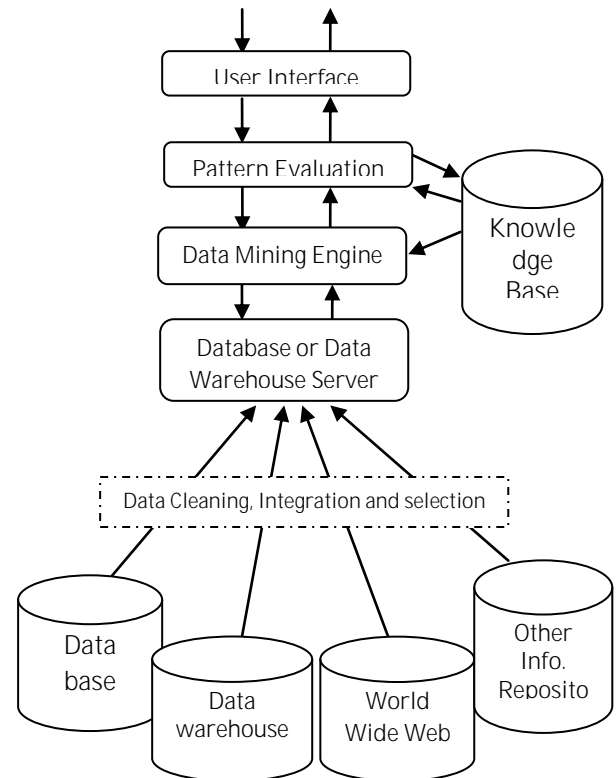 User Interface
Pattern Evaluation
Knowle
dge
Base
Data Mining Engine
Database or Data
Warehouse Server
Data Cleaning, Integration and selection
Data
base
Data
warehouse
World
Wide Web
Other
Info.
Reposito